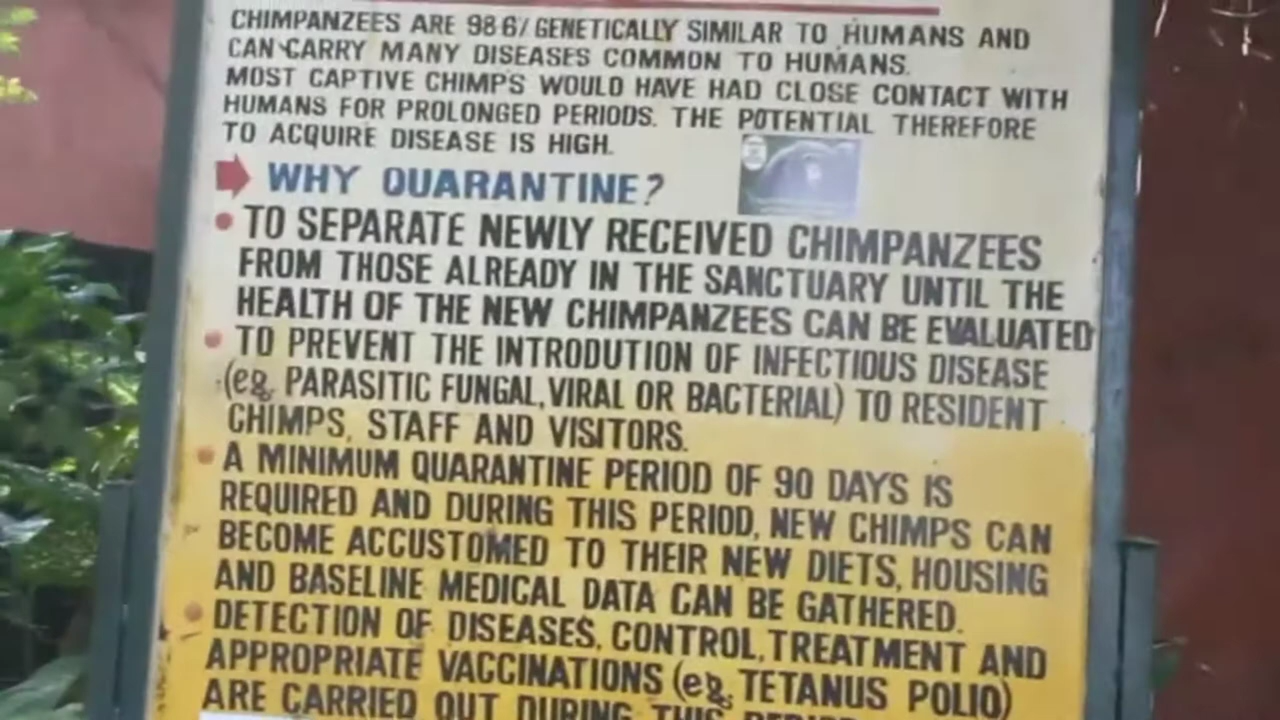 CHIMPANZEES ARE 98.6/ GENETICALLY SIMILAR TO HUMANS AND
CAN CARRY MANY DISEASES COMMON TO HUMANS.
MOST CAPTIVE CHIMPS WOULD HAVE HAD CLOSE CONTACT WITH
HUMANS FOR PROLONGED PERIODS. THE POTENTIAL THEREFORE
TO ACQUIRE DISEASE IS HIGH.
WHY QUARANTINE?
• TO SEPARATE NEWLY RECEIVED CHIMPANZEES
FROM THOSE ALREADY IN THE SANCTUARY UNTIL THE
HEALTH OF THE NEW CHIMPANZEES CAN BE EVALUATED
• TO PREVENT THE INTRODUTION OF INFECTIOUS DISEASE
(eg, PARASITIC FUNGAL, VIRAL OR BACTERIAL) TO RESIDENT
CHIMPS, STAFF AND VISITORS.
• A MINIMUM QUARANTINE PERIOD OF 90 DAYS IS
REQUIRED AND DURING THIS PERIOD, NEW CHIMPS CAN
BECOME ACCUSTOMED TO THEIR NEW DIETS, HOUSING
AND BASELINE MEDICAL DATA CAN BE GATHERED.
• DETECTION OF DISEASES, CONTROL, TREATMENT AND
APPROPRIATE VACCINATIONS (eg, TETANUS POLIO)
ARE CARRIED OUT DURING THIS PERIOD